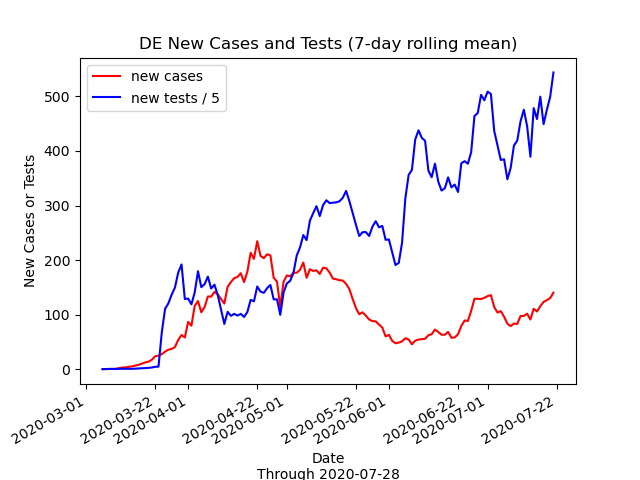 DE New Cases and Tests (7-day rolling mean)
new cases
new tests / 5
New Cases or Tests
500
400
300
200
100
0
2020-03-01
2020-03-22
2020-04-01
2020-04-22
2020-05-01
2020-05-22
2020-06-01
2020-06-22
2020-07-01
2020-07-22
Date
Through 2020-07-28